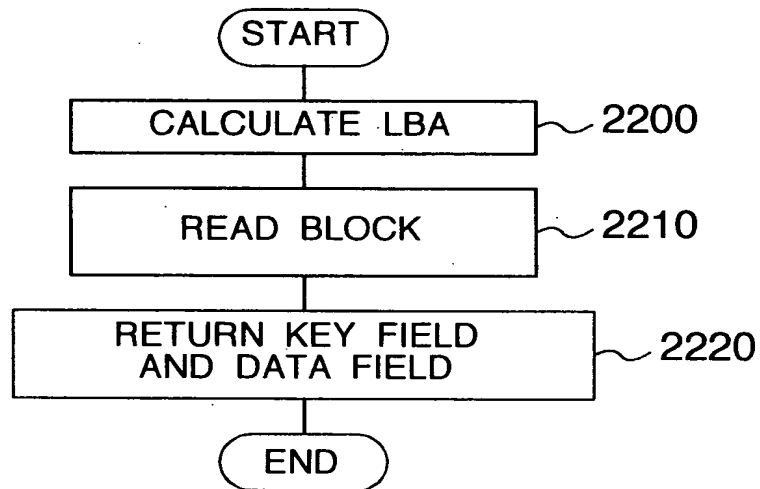 START
CALCULATE LBA 2200
READ BLOCK 2210
RETURN KEY FIELD
AND DATA FIELD 2220
END